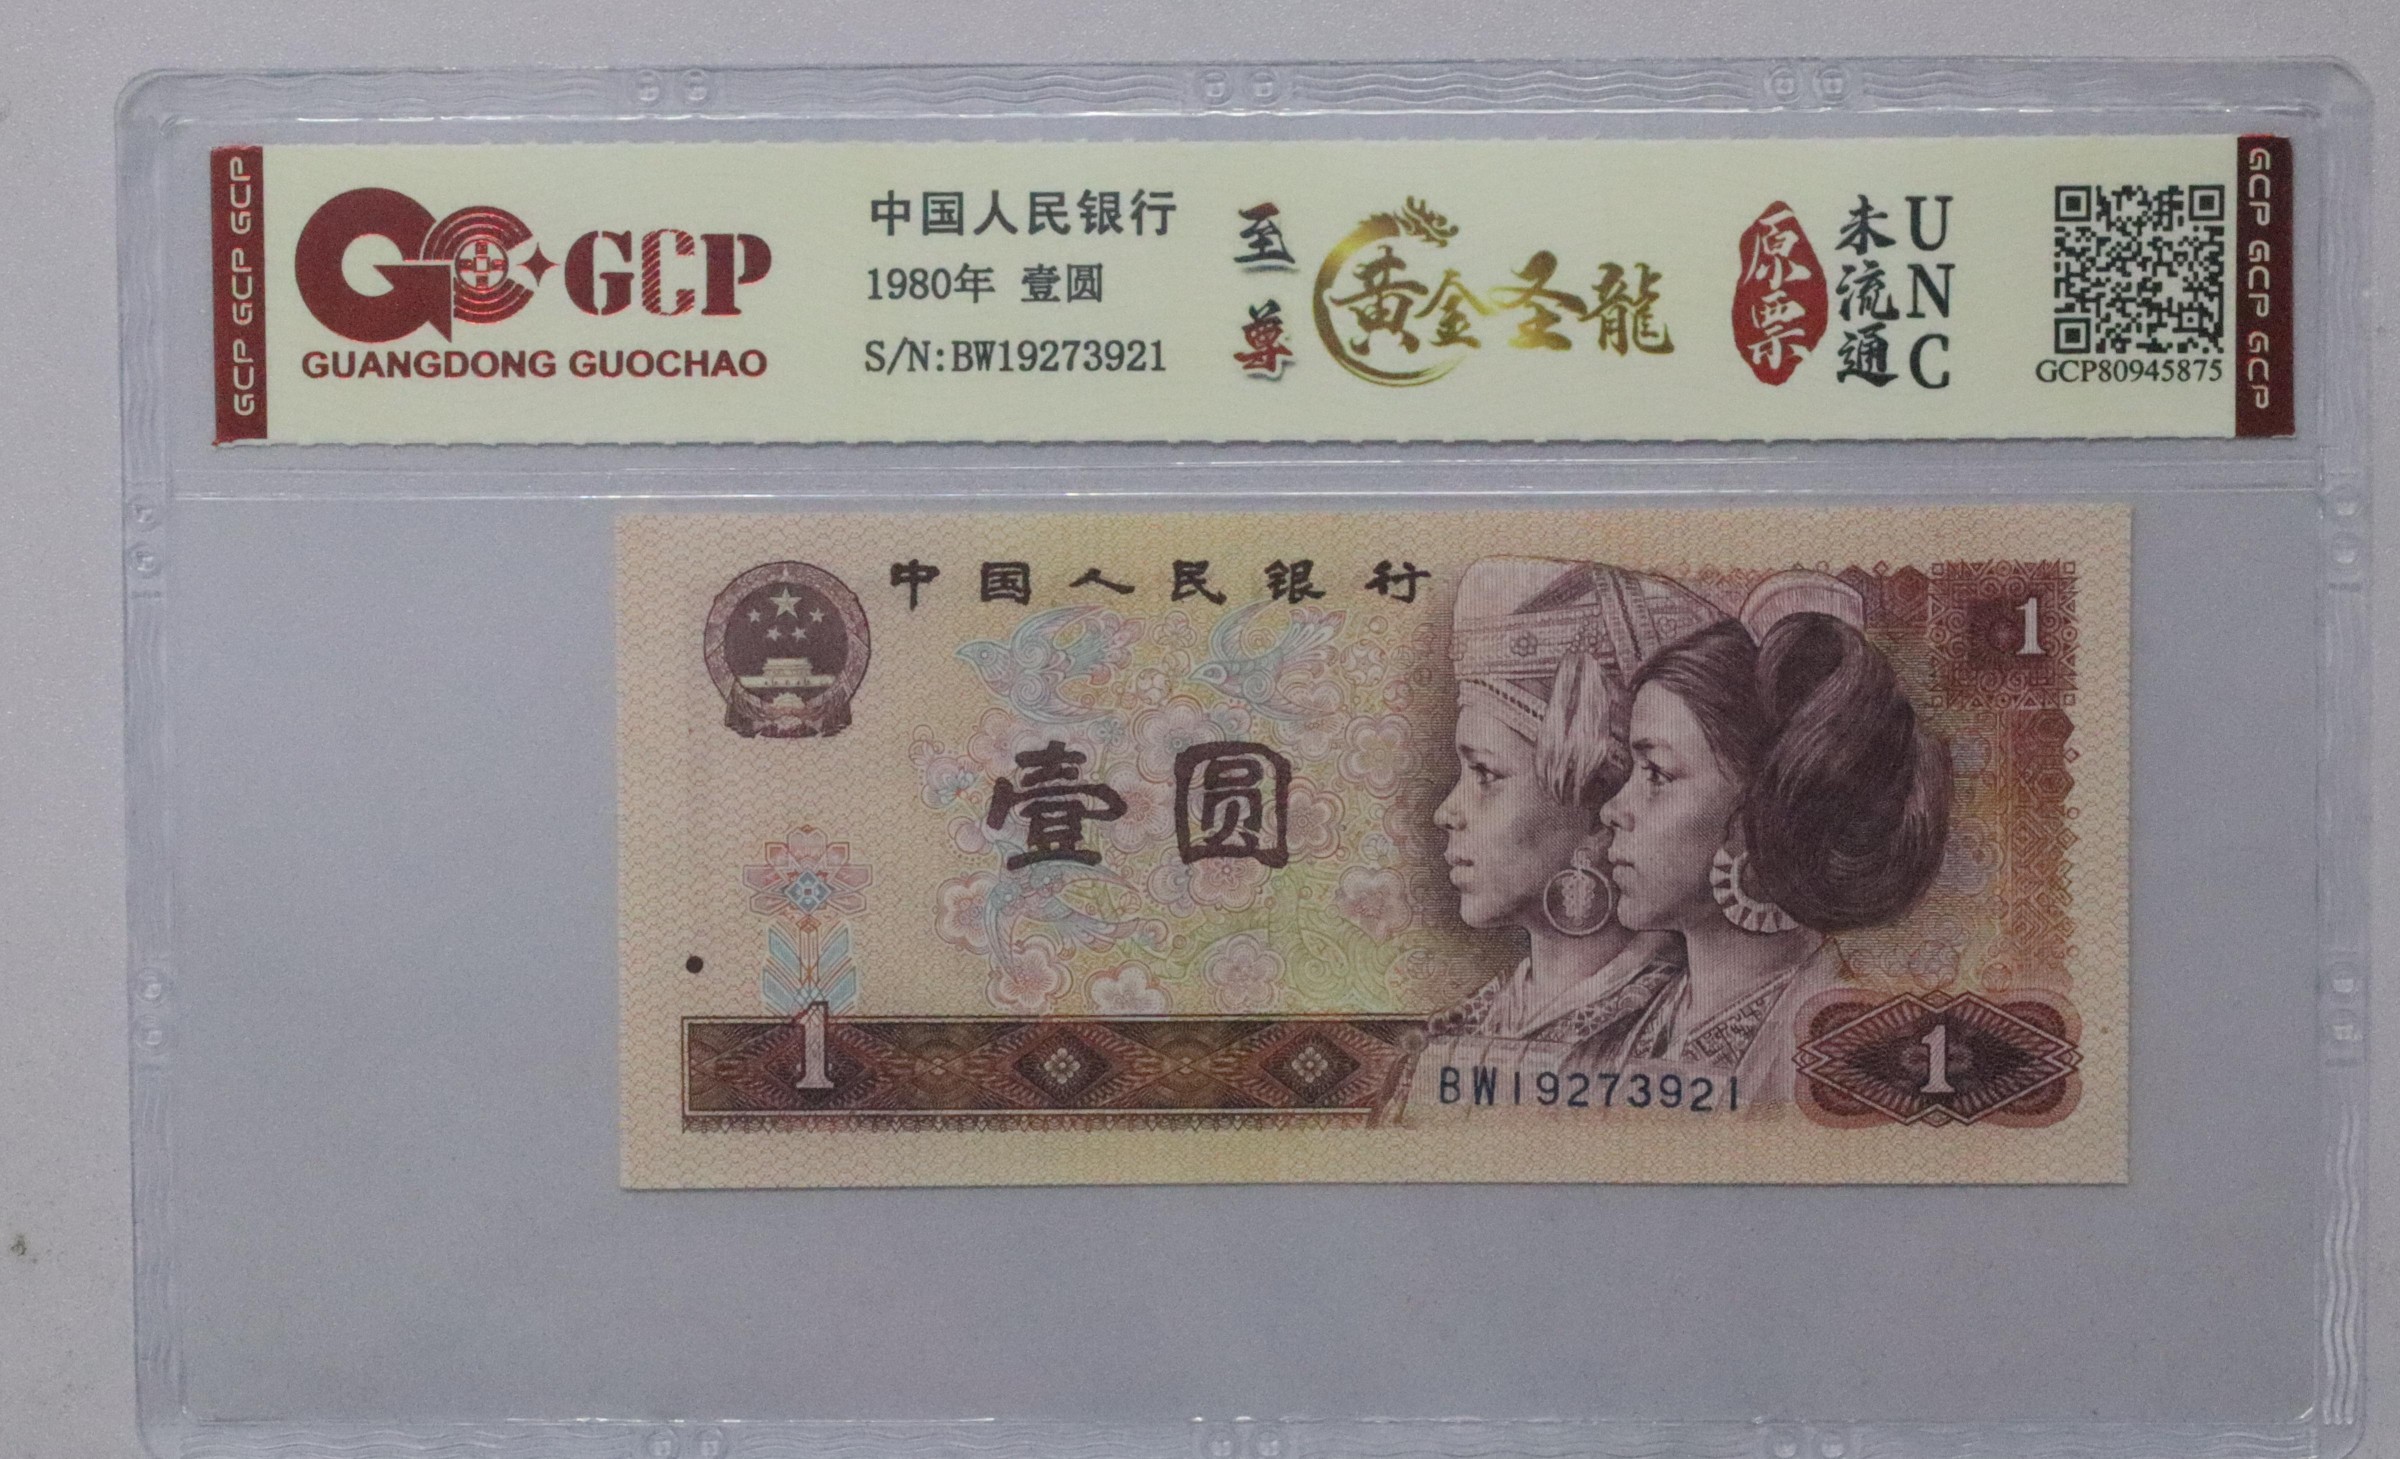 GCP GCP GCP
GCP
GUANGDONG GUOCHAO
中国人民银行
1980年 壹圆
S/N:BW19273921
至尊
黄金圣龍
原票
未流通
UNC
GCP80945875
GCP GCP GCP
中国人民银行
1
壹圆
1
BW19273921
1